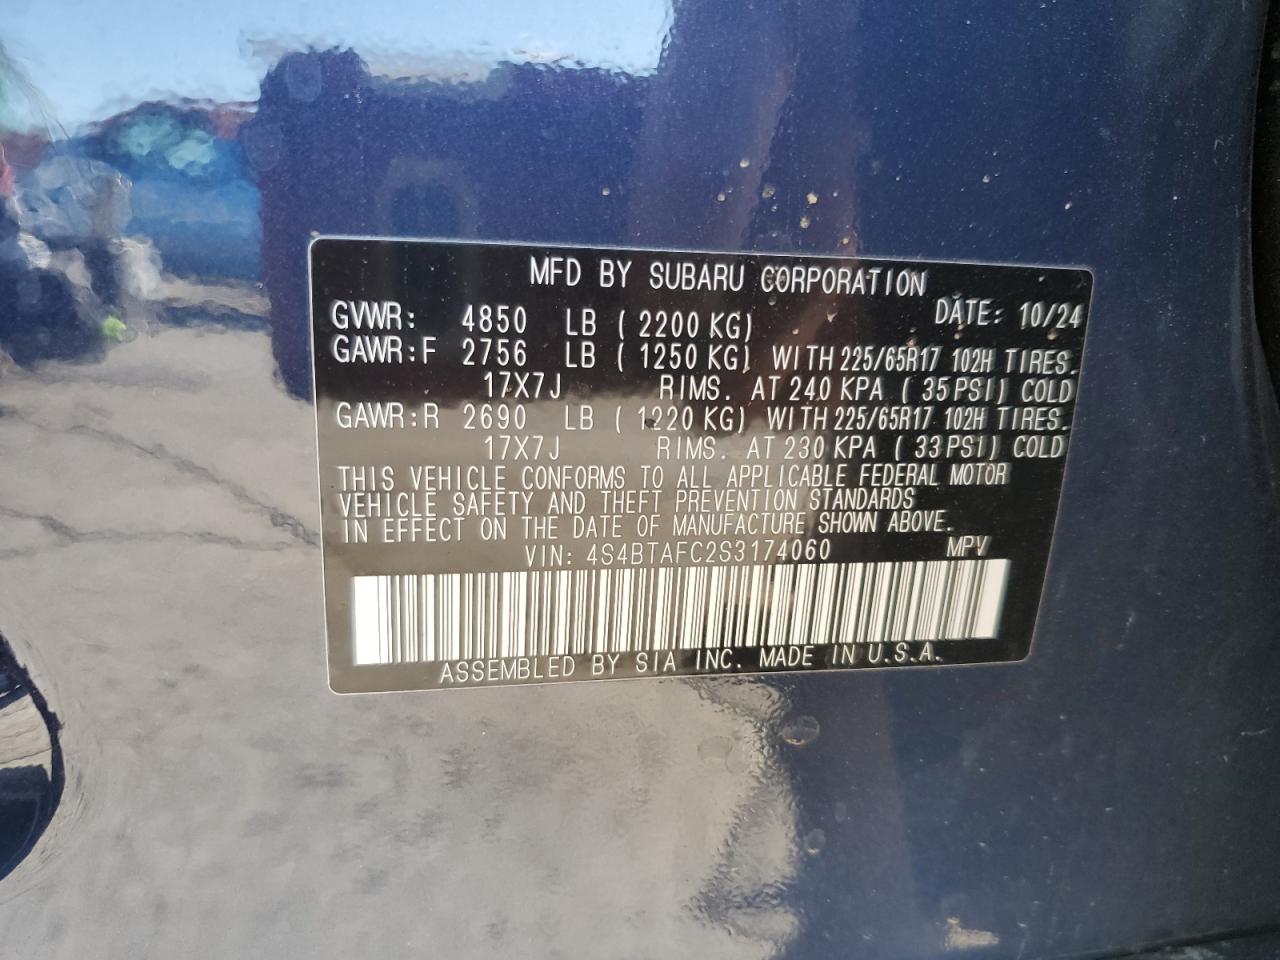 MFD BY SUBARU CORPORATION
GVWR: 4850 LB ( 2200 KG) DATE: 10/24
GAWR:F 2756 LB ( 1250 KG) WITH 225/65R17 102H TIRES.
17X7J RIMS. AT 240 KPA ( 35 PSI) COLD
GAWR:R 2690 LB ( 1220 KG) WITH 225/65R17 102H TIRES.
17X7J RIMS. AT 230 KPA ( 33 PSI) COLD
THIS VEHICLE CONFORMS TO ALL APPLICABLE FEDERAL MOTOR
VEHICLE SAFETY AND THEFT PREVENTION STANDARDS
IN EFFECT ON THE DATE OF MANUFACTURE SHOWN ABOVE.
VIN: 4S4BTAFC2S3174060 MPV
ASSEMBLED BY SIA INC. MADE IN U.S.A.